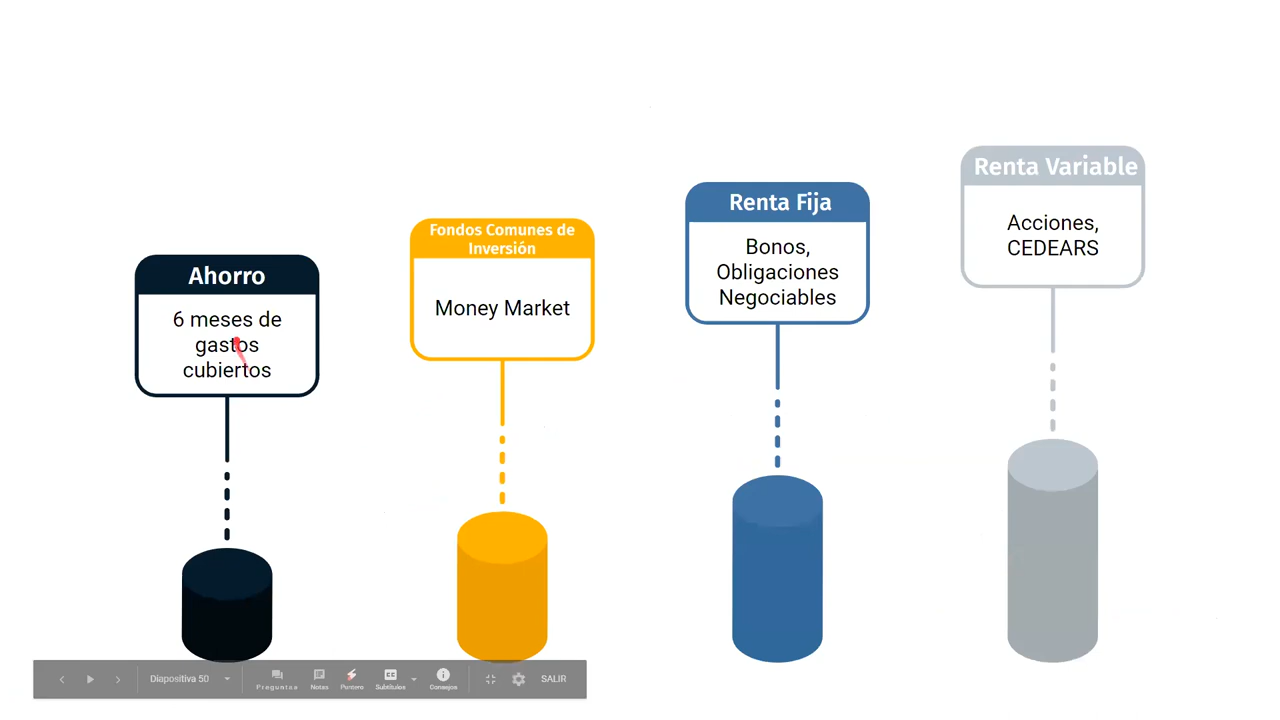 Ahorro
6 meses de
gastos
cubiertos
Fondos Comunes de
Inversión
Money Market
Renta Fija
Bonos,
Obligaciones
Negociables
Renta Variable
Acciones,
CEDEARS
Diapositiva 50
Preguntas
Notas
Puntero
CC
Subtítulos
Consejos
SALIR